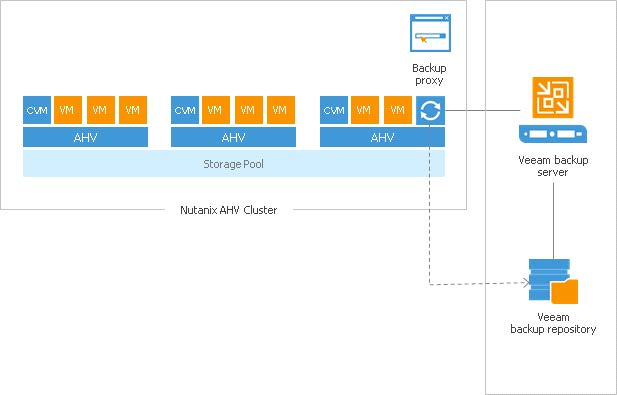 Backup
proxy
CVM VM VM VM CVM VM VM VM CVM VM VM
AHV AHV AHV
Storage Pool
Nutanix AHV Cluster
Veeam backup
server
Veeam
backup repository